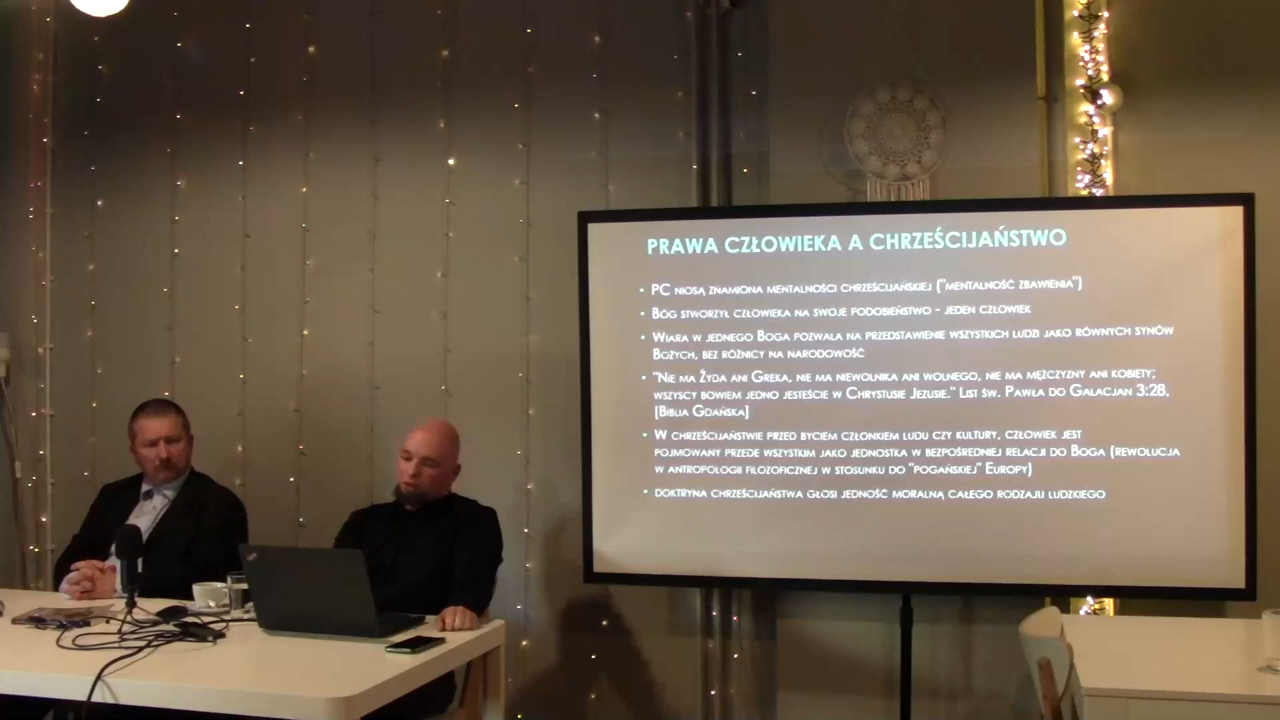 PRAWA CZŁOWIEKA A CHRZEŚCIJAŃSTWO
• PC NIOSĄ ZNAMIONA MENTALNOŚCI CHRZEŚCIJAŃSKIEJ ("MENTALNOŚĆ ZBAWIENIA")
• BÓG STWORZYŁ CZŁOWIEKA NA SWOJE PODOBIEŃSTWO - JEDEN CZŁOWIEK
• WIARA W JEDNEGO BOGA POZWALA NA PRZEDSTAWIENIE WSZYSTKICH LUDZI JAKO RÓWNYCH SYNÓW
BOŻYCH, BEZ RÓŻNICY NA NARODOWOŚĆ
• "NIE MA ŻYDA ANI GREKA, NIE MA NIEWOLNIKA ANI WOLNEGO, NIE MA MĘŻCZYZNY ANI KOBIETY;
WSZYSCY BOWIEM JEDNO JESTEŚCIE W CHRYSTUSIE JEZUSIE." LIST ŚW. PAWŁA DO GALACJAN 3:28,
[BIBLIA GDAŃSKA]
• W CHRZEŚCIJAŃSTWIE PRZED BYCIEM CZŁONKIEM LUDU CZY KULTURY, CZŁOWIEK JEST
POJMOWANY PRZEDE WSZYSTKIM JAKO JEDNOSTKA W BEZPOŚREDNIEJ RELACJI DO BOGA (REWOLUCJA
W ANTROPOLOGII FILOZOFICZNEJ W STOSUNKU DO "POGAŃSKIEJ" EUROPY)
• DOKTRYNA CHRZEŚCIJAŃSTWA GŁOSI JEDNOŚĆ MORALNĄ CAŁEGO RODZAJU LUDZKIEGO